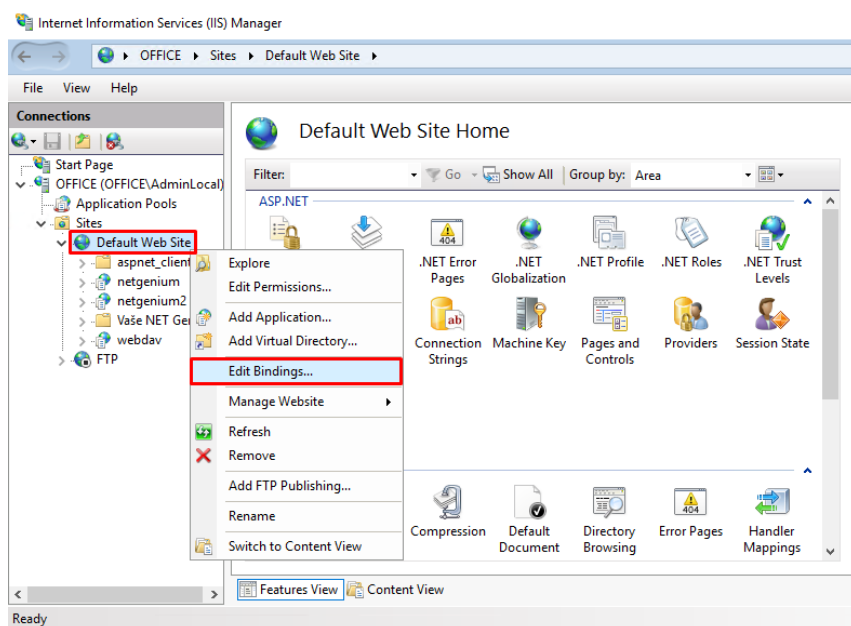 Internet Information Services (IIS) Manager
OFFICE Sites Default Web Site
File View Help
Connections
Start Page
OFFICE (OFFICE\AdminLocal)
Application Pools
Sites
Default Web Site
aspnet_client
netgenium
netgenium2
Vaše NET Ger
webdav
FTP
Explore
Edit Permissions...
Add Application...
Add Virtual Directory...
Edit Bindings...
Manage Website
Refresh
Remove
Add FTP Publishing...
Rename
Switch to Content View
Default Web Site Home
Filter: Go Show All Group by: Area
ASP.NET
404
.NET Error Pages
.NET Globalization
.NET Profile
.NET Roles
.NET Trust Levels
ab
Connection Strings
Machine Key
Pages and Controls
Providers
Session State
Compression
Default Document
Directory Browsing
404
Error Pages
Handler Mappings
Features View Content View
Ready